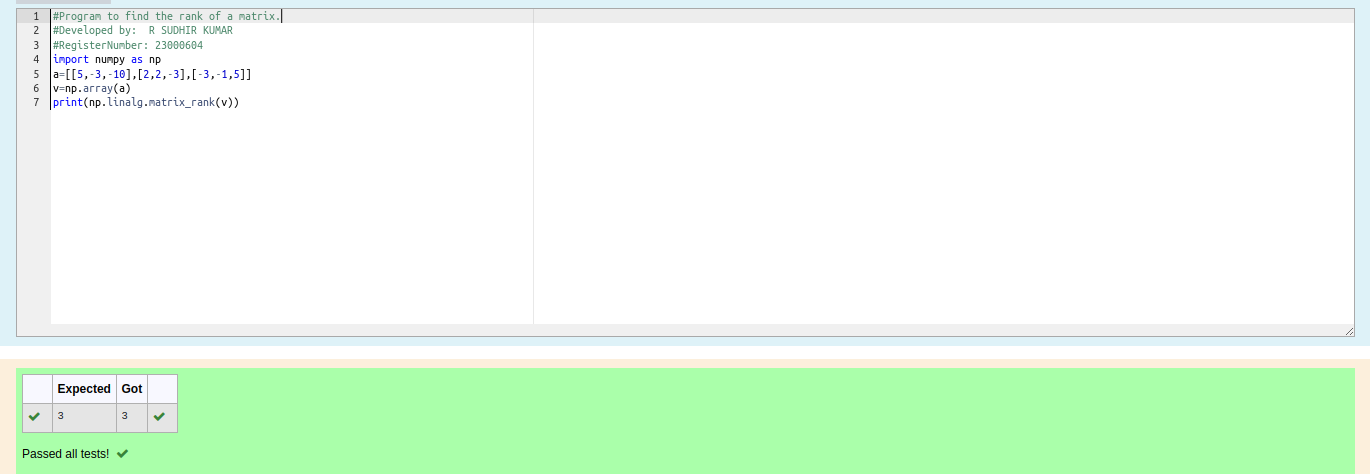 1 #Program to find the rank of a matrix.
2 #Developed by:  R SUDHIR KUMAR
3 #RegisterNumber: 23000604
4 import numpy as np
5 a=[[5,-3,-10],[2,2,-3],[-3,-1,5]]
6 v=np.array(a)
7 print(np.linalg.matrix_rank(v))
Expected Got
3 3
Passed all tests!